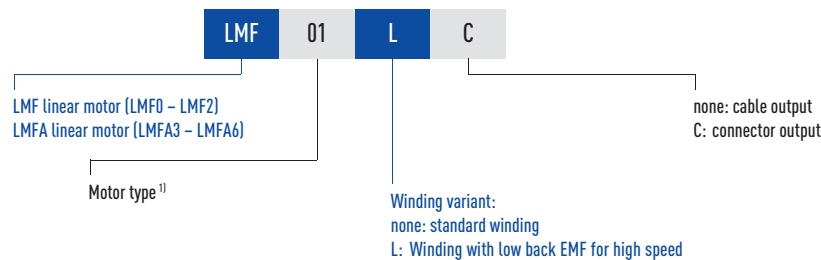 LMF 01 L C
LMF linear motor (LMF0 – LMF2)
LMFA linear motor (LMFA3 – LMFA6)
none: cable output
C: connector output
Motor type 1)
Winding variant:
none: standard winding
L: Winding with low back EMF for high speed